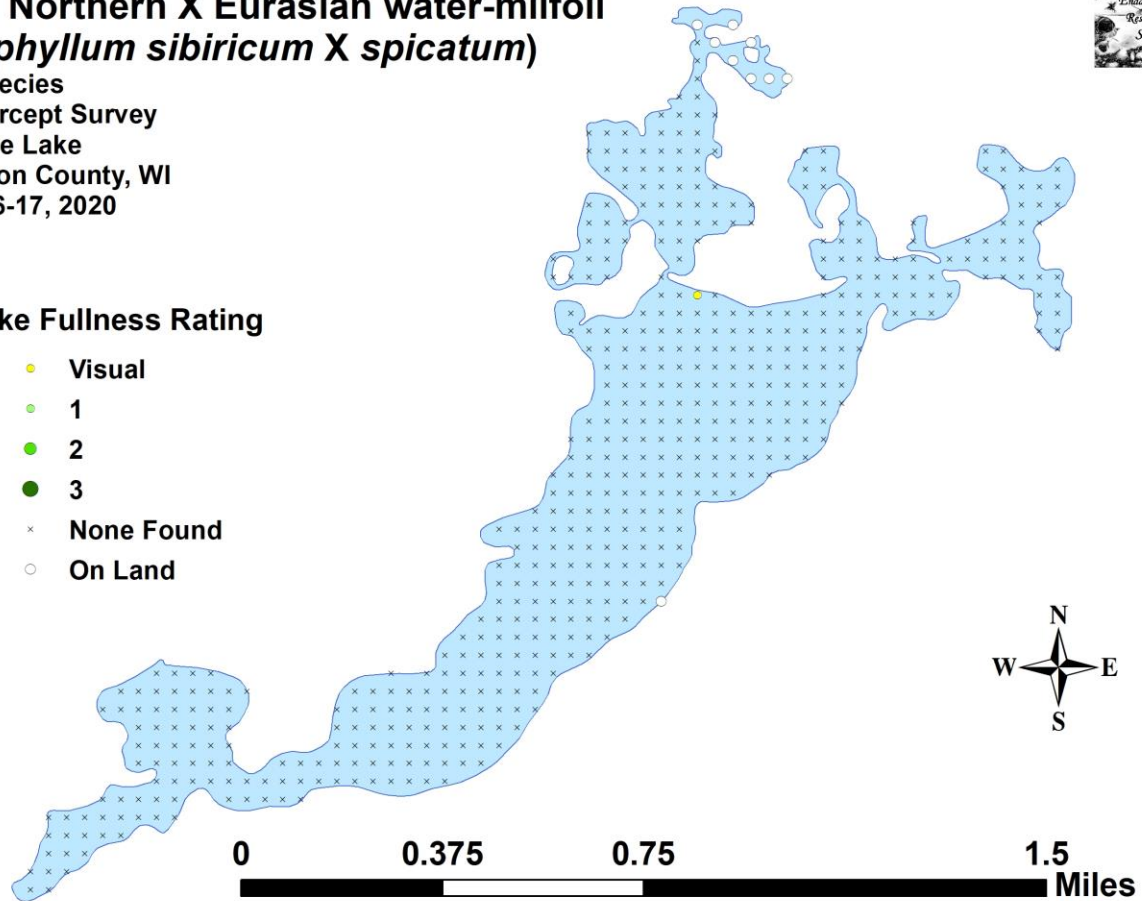 Northern X Eurasian water-milfoil
phyllum sibiricum X spicatum)
ecies
rcept Survey
e Lake
on County, WI
6-17, 2020
ke Fullness Rating
Visual
1
2
3
None Found
On Land
N
W E
S
0 0.375 0.75 1.5
Miles